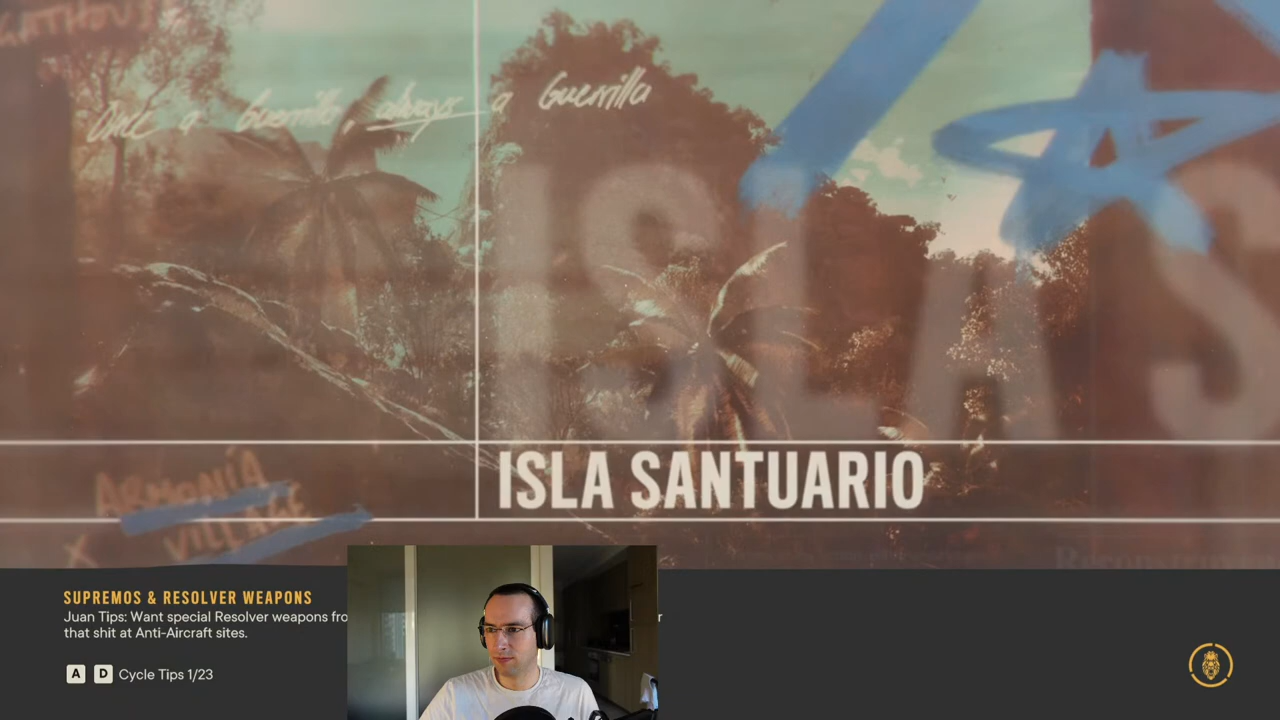 Once a Guerrilla, always a Guerrilla
ISLAS
ISLA SANTUARIO
ARMONÍA
VILLAGE
X
SUPREMOS & RESOLVER WEAPONS
Juan Tips: Want special Resolver weapons
that shit at Anti-Aircraft sites.
A D Cycle Tips 1/23